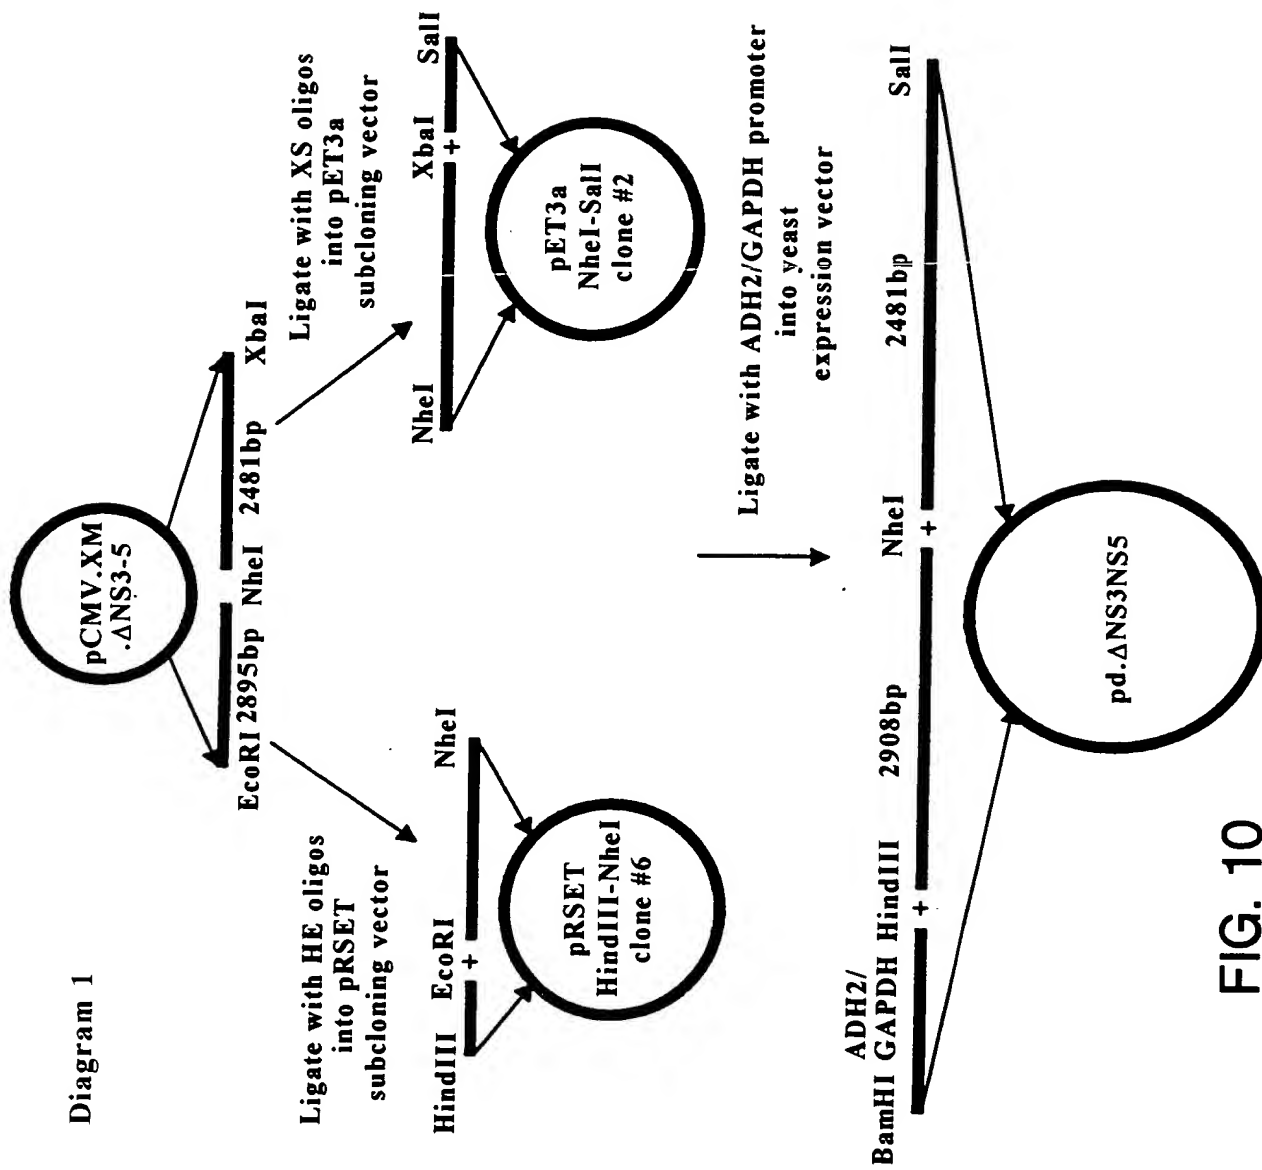 Diagram 1
pCMV.XM
.ΔNS3-5
EcoRI 2895bp NheI 2481bp XbaI
Ligate with HE oligos
into pRSET
subcloning vector
Ligate with XS oligos
into pET3a
subcloning vector
HindIII EcoRI NheI
+
pRSET
HindIII-NheI
clone #6
NheI XbaI SalI
+
pET3a
NheI-SalI
clone #2
Ligate with ADH2/GAPDH promoter
into yeast
expression vector
ADH2/
BamHI GAPDH HindIII 2908bp NheI 2481bp SalI
+ +
pd.ΔNS3NS5
FIG. 10